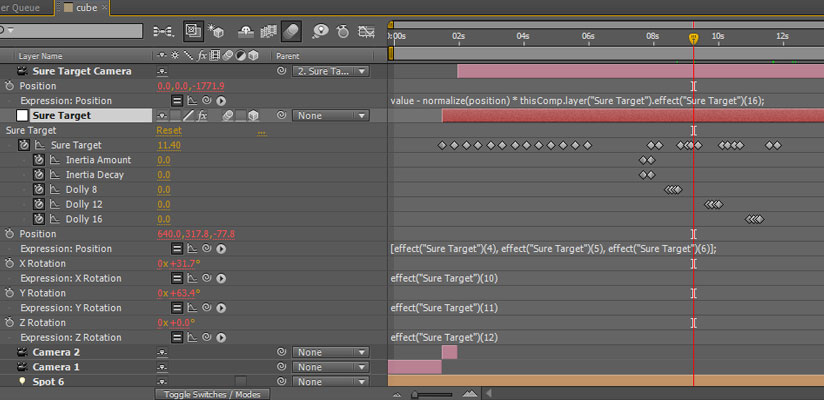 er Queue cube
0:00s 02s 04s 06s 08s 10s 12s
Layer Name Parent
Sure Target Camera 2. Sure Ta...
Position 0.0,0.0,-1771.9
Expression: Position value - normalize(position) * thisComp.layer("Sure Target").effect("Sure Target")(16);
Sure Target None
Sure Target Reset ...
Sure Target 11.40
Inertia Amount 0.0
Inertia Decay 0.0
Dolly 8 0.0
Dolly 12 0.0
Dolly 16 0.0
Position 640.0,317.8,-77.8
Expression: Position [effect("Sure Target")(4), effect("Sure Target")(5), effect("Sure Target")(6)];
X Rotation 0x+31.7°
Expression: X Rotation effect("Sure Target")(10)
Y Rotation 0x+63.4°
Expression: Y Rotation effect("Sure Target")(11)
Z Rotation 0x+0.0°
Expression: Z Rotation effect("Sure Target")(12)
Camera 2 None
Camera 1 None
Spot 6 None
Toggle Switches / Modes